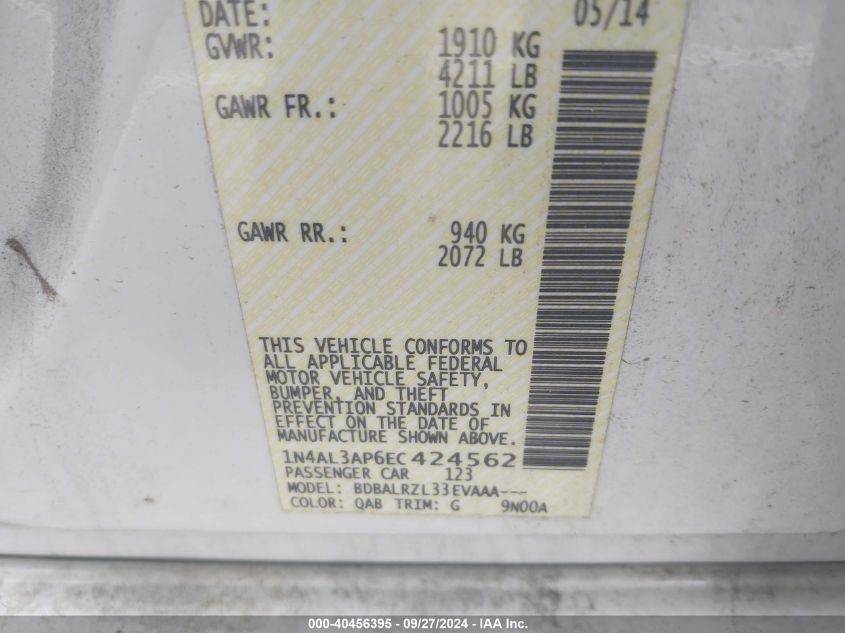 DATE: 05/14
GVWR: 1910 KG
4211 LB
GAWR FR.: 1005 KG
2216 LB
GAWR RR.: 940 KG
2072 LB
THIS VEHICLE CONFORMS TO
ALL APPLICABLE FEDERAL
MOTOR VEHICLE SAFETY,
BUMPER, AND THEFT
PREVENTION STANDARDS IN
EFFECT ON THE DATE OF
MANUFACTURE SHOWN ABOVE.
1N4AL3AP6EC424562
PASSENGER CAR 123
MODEL: BDBALRZL33EVAAA---
COLOR: QAB TRIM: G 9N00A
000-40456395 - 09/27/2024 - IAA Inc.